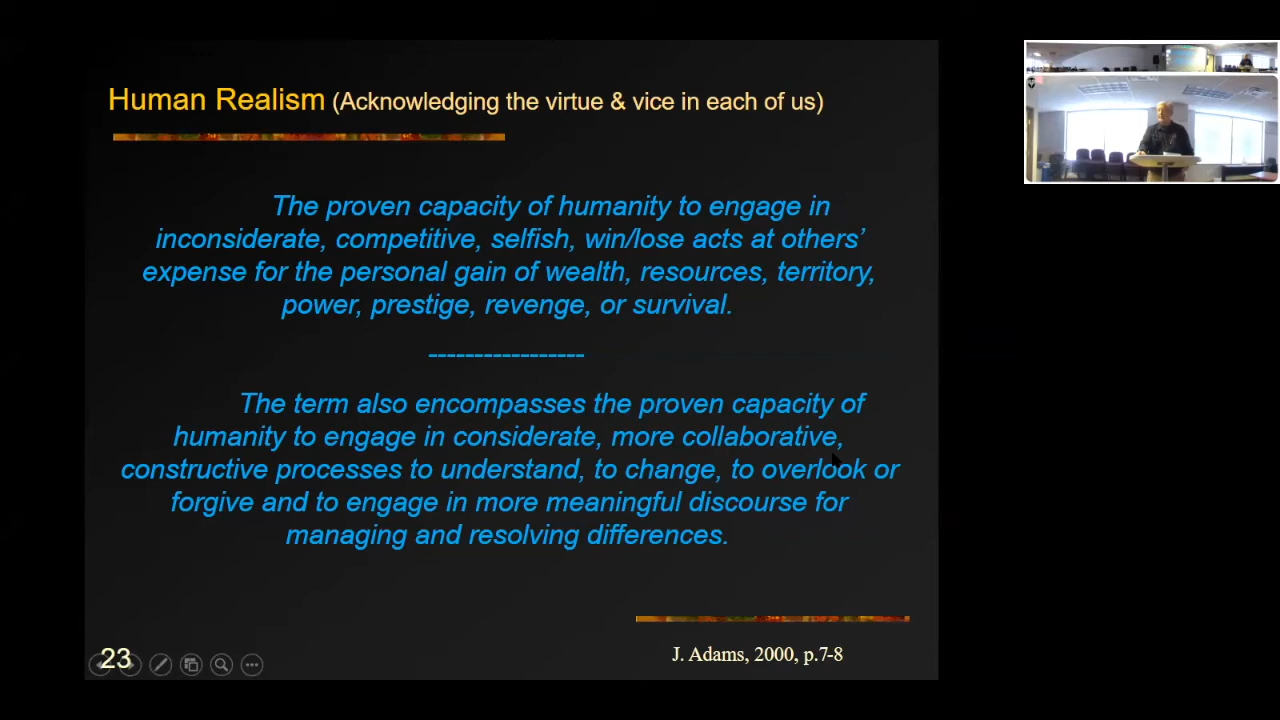 Human Realism (Acknowledging the virtue & vice in each of us)
The proven capacity of humanity to engage in
inconsiderate, competitive, selfish, win/lose acts at others’
expense for the personal gain of wealth, resources, territory,
power, prestige, revenge, or survival.
-----------------
The term also encompasses the proven capacity of
humanity to engage in considerate, more collaborative,
constructive processes to understand, to change, to overlook or
forgive and to engage in more meaningful discourse for
managing and resolving differences.
23
J. Adams, 2000, p.7-8